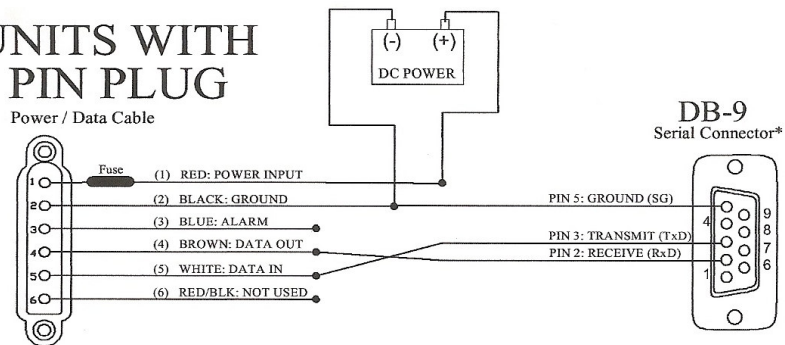 UNITS WITH
PIN PLUG
Power / Data Cable
(-) (+)
DC POWER
DB-9
Serial Connector*
Fuse
1
2
3
4
5
6
(1) RED: POWER INPUT
(2) BLACK: GROUND
(3) BLUE: ALARM
(4) BROWN: DATA OUT
(5) WHITE: DATA IN
(6) RED/BLK: NOT USED
PIN 5: GROUND (SG)
PIN 3: TRANSMIT (TxD)
PIN 2: RECEIVE (RxD)
4
1
9
8
7
6